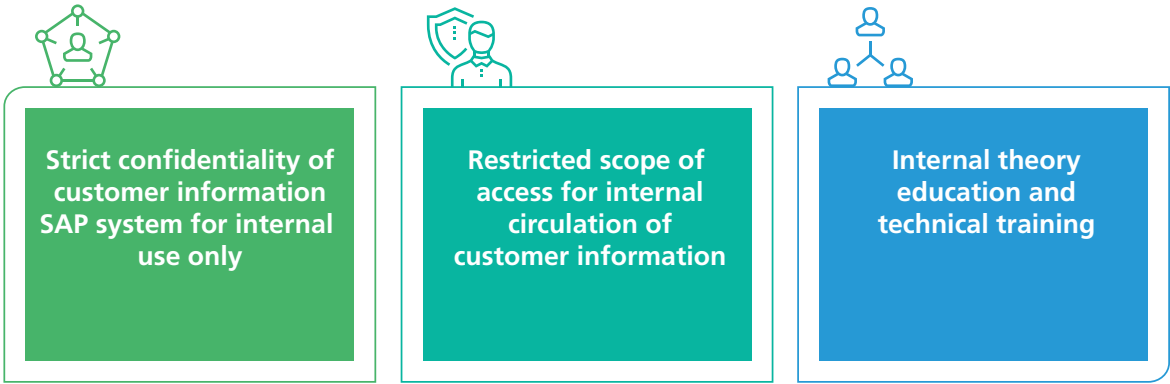 Strict confidentiality of
customer information
SAP system for internal
use only
Restricted scope of
access for internal
circulation of
customer information
Internal theory
education and
technical training